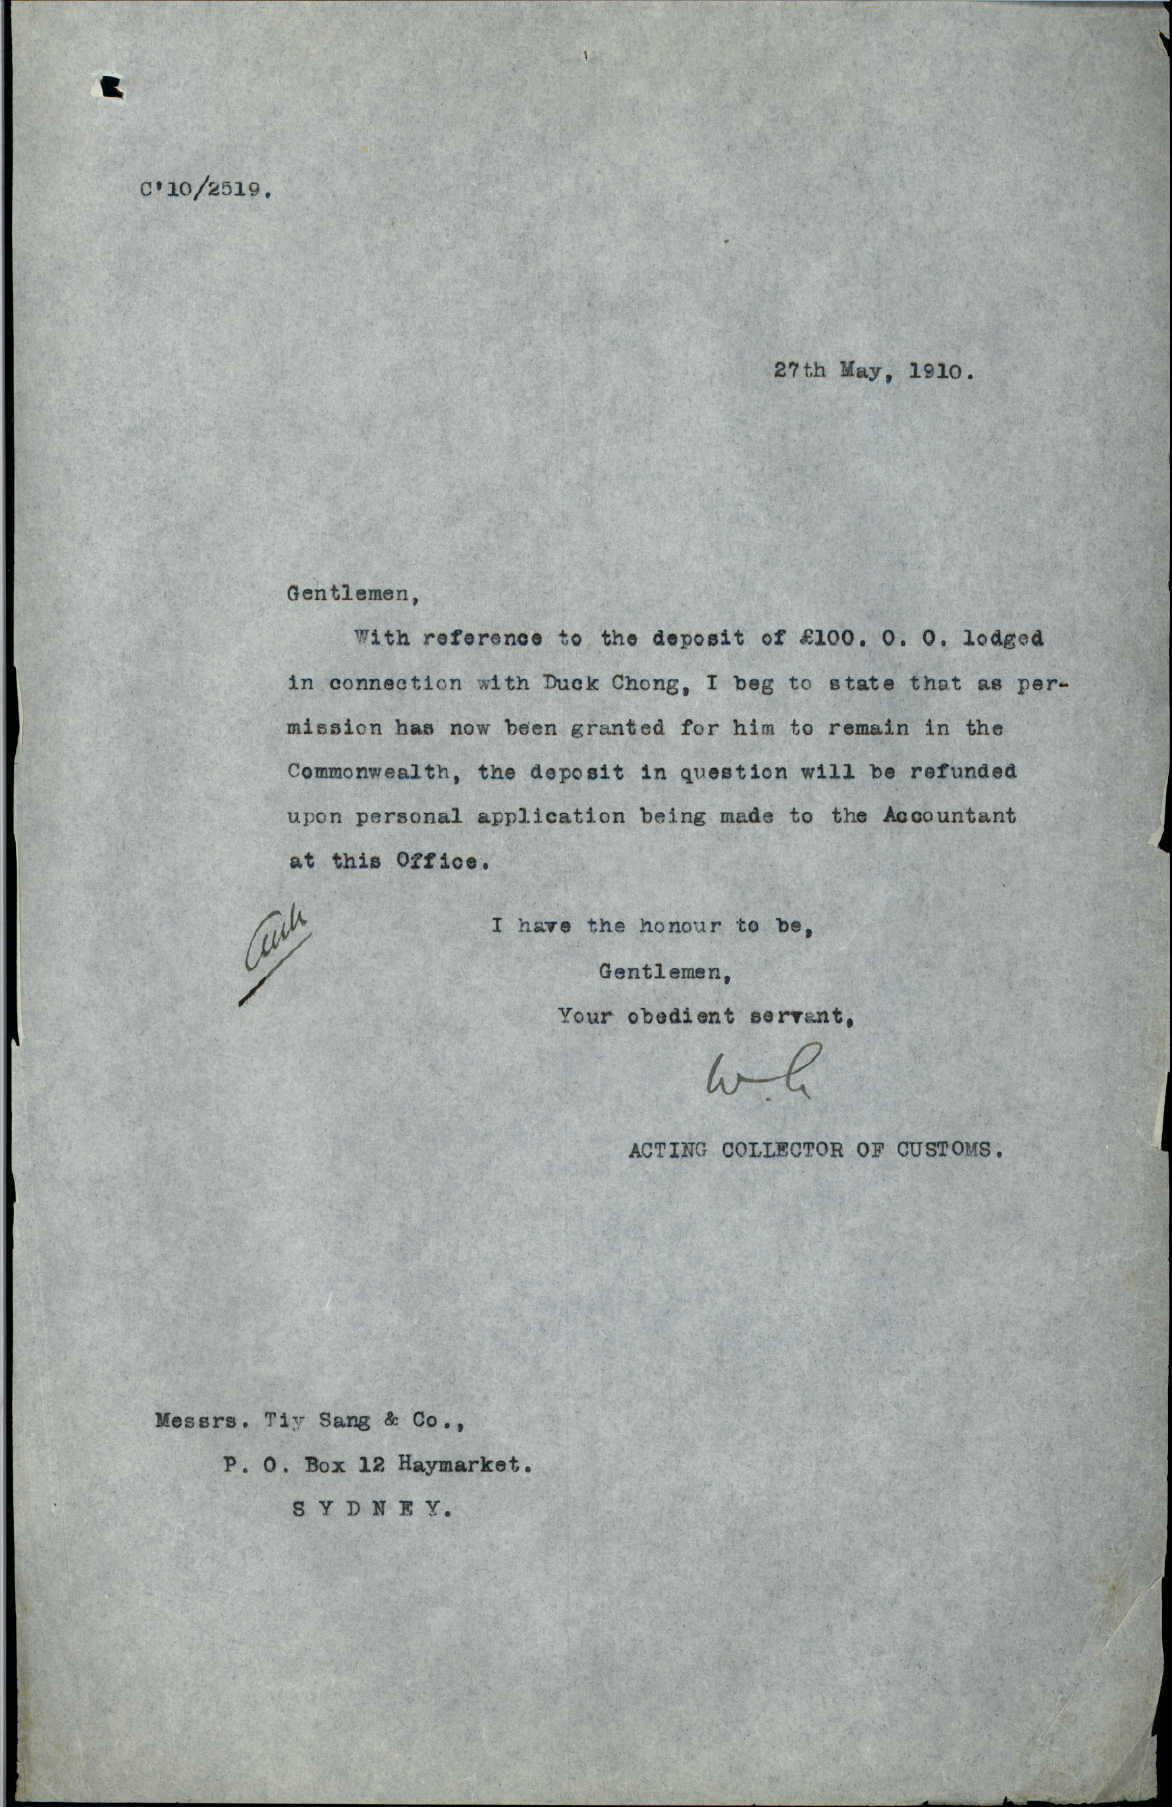 C'10/2519.
27th May, 1910.
Gentlemen,
With reference to the deposit of £100. 0. 0. lodged
in connection with Duck Chong, I beg to state that as per-
mission has now been granted for him to remain in the
Commonwealth, the deposit in question will be refunded
upon personal application being made to the Accountant
at this Office.
I have the honour to be,
Gentlemen,
Your obedient servant,
ACTING COLLECTOR OF CUSTOMS.
Messrs. Tiy Sang & Co.,
P. O. Box 12 Haymarket.
S Y D N E Y.